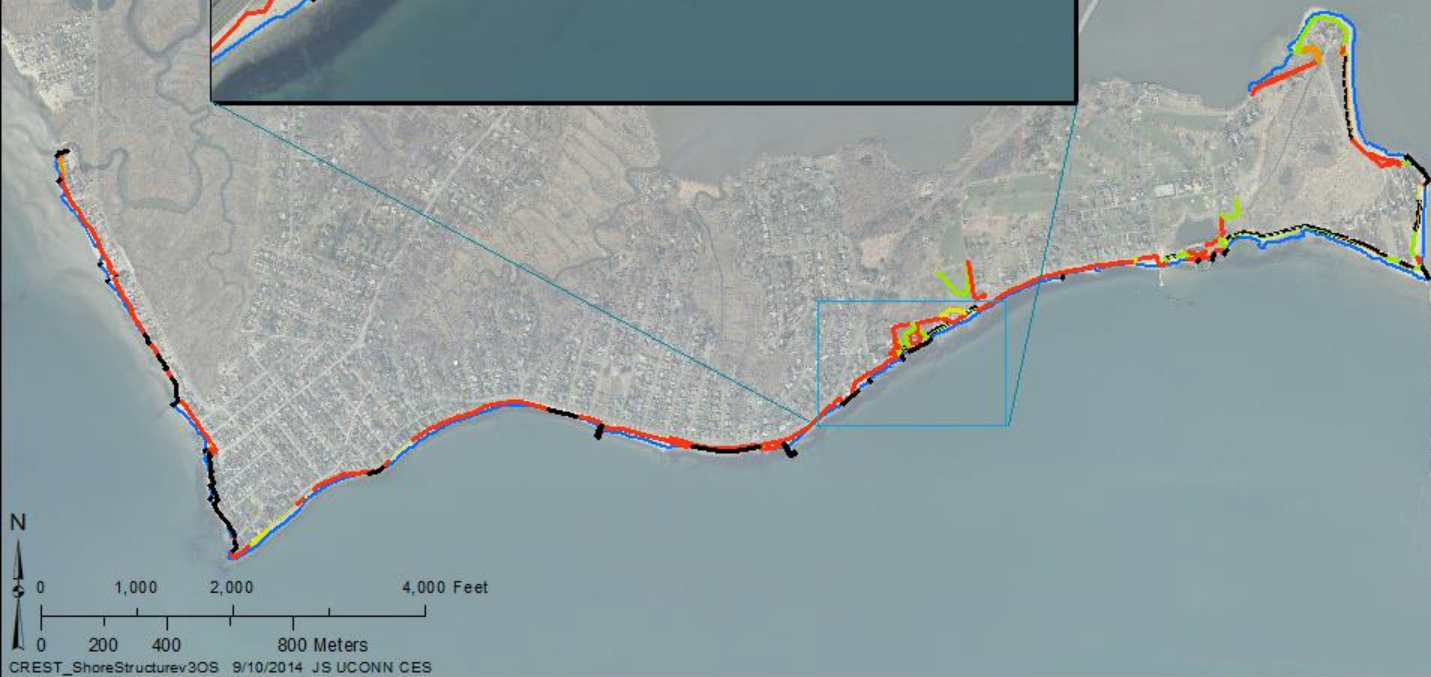 N
0 1,000 2,000 4,000 Feet
0 200 400 800 Meters
CREST_ShoreStructurev3OS 9/10/2014 JS UCONN CES